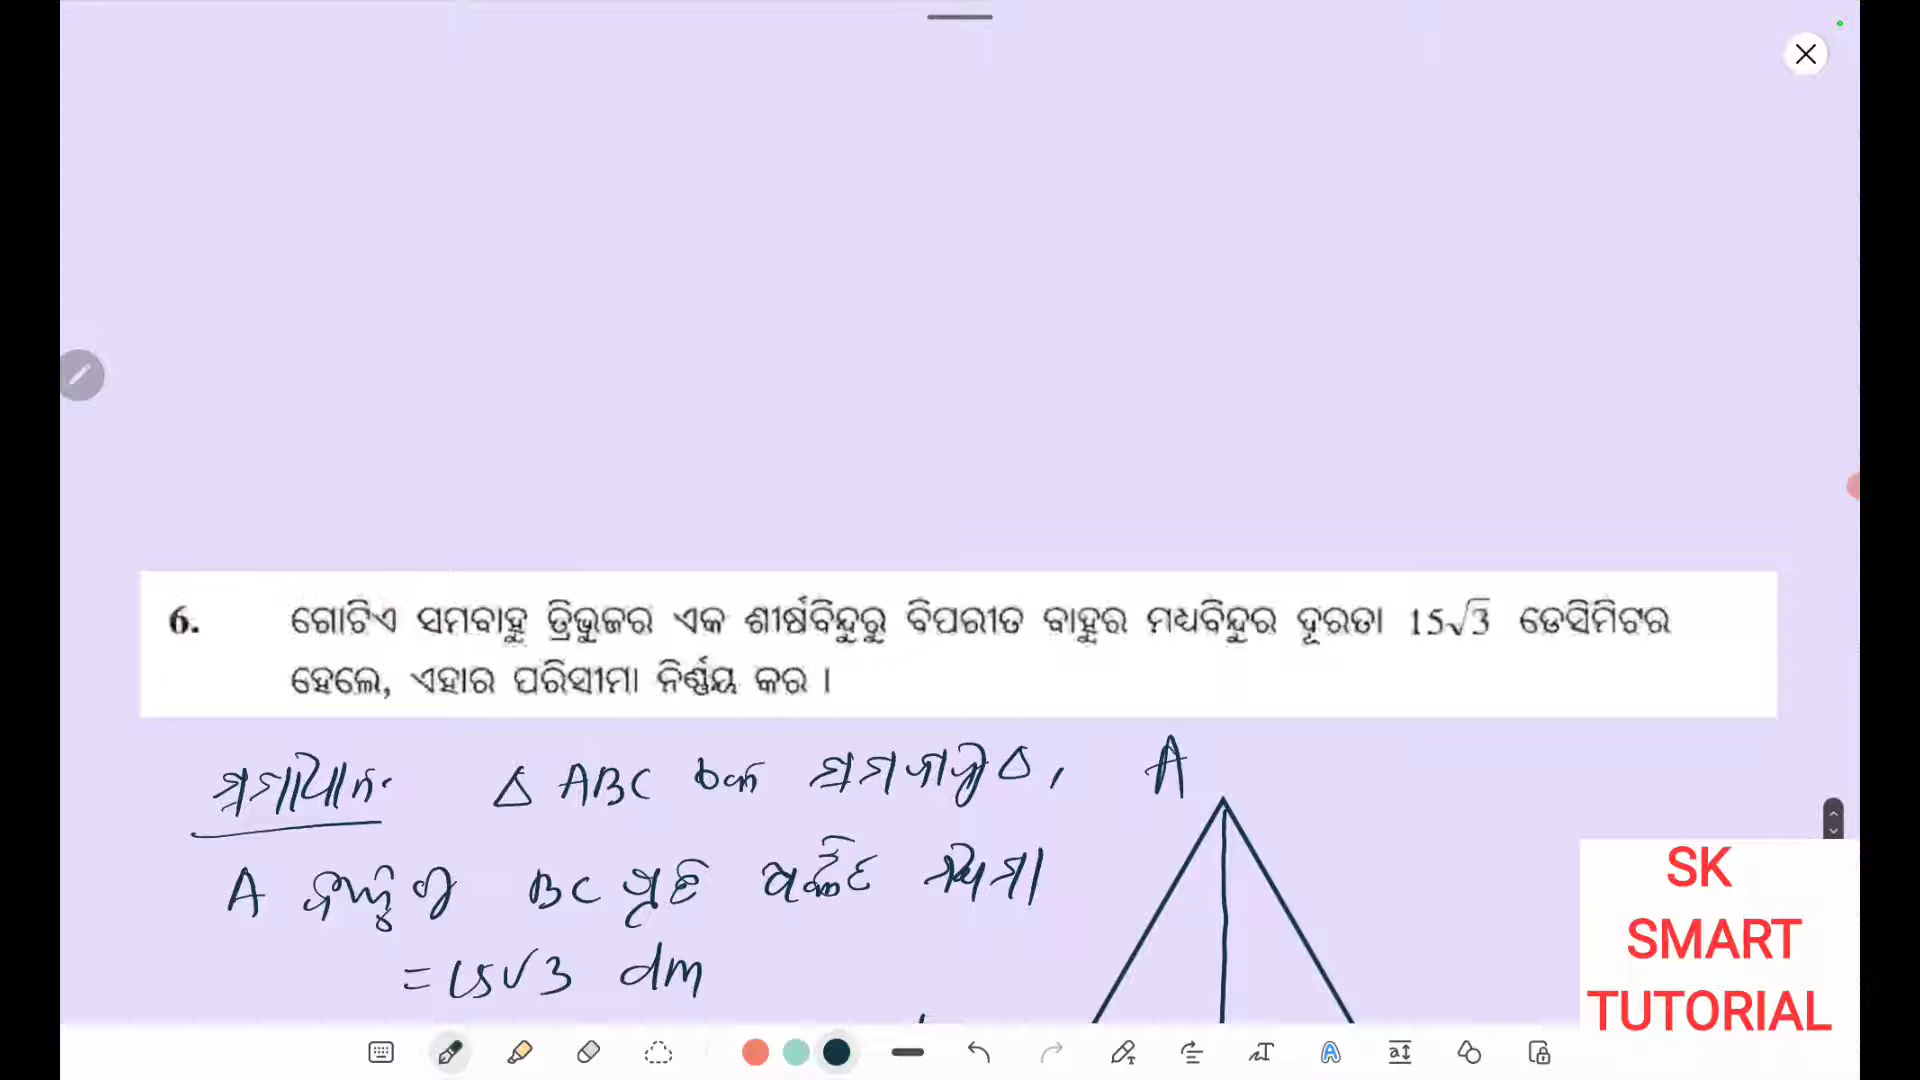 6. ଗୋଟିଏ ସମବାହୁ ତ୍ରିଭୁଜର ଏକ ଶୀର୍ଷବିନ୍ଦୁରୁ ବିପରୀତ ବାହୁର ମଧ୍ୟବିନ୍ଦୁର ଦୂରତା 15√3 ଡେସିମିଟର
ହେଲେ, ଏହାର ପରିସୀମା ନିର୍ଣ୍ଣୟ କର ।
ସମାଧାନ: △ ABC ଏକ ସମବାହୁ △,
A
A ବିନ୍ଦୁରୁ BC ପ୍ରତି ଅଙ୍କିତ
= 15√3 dm
SK
SMART
TUTORIAL